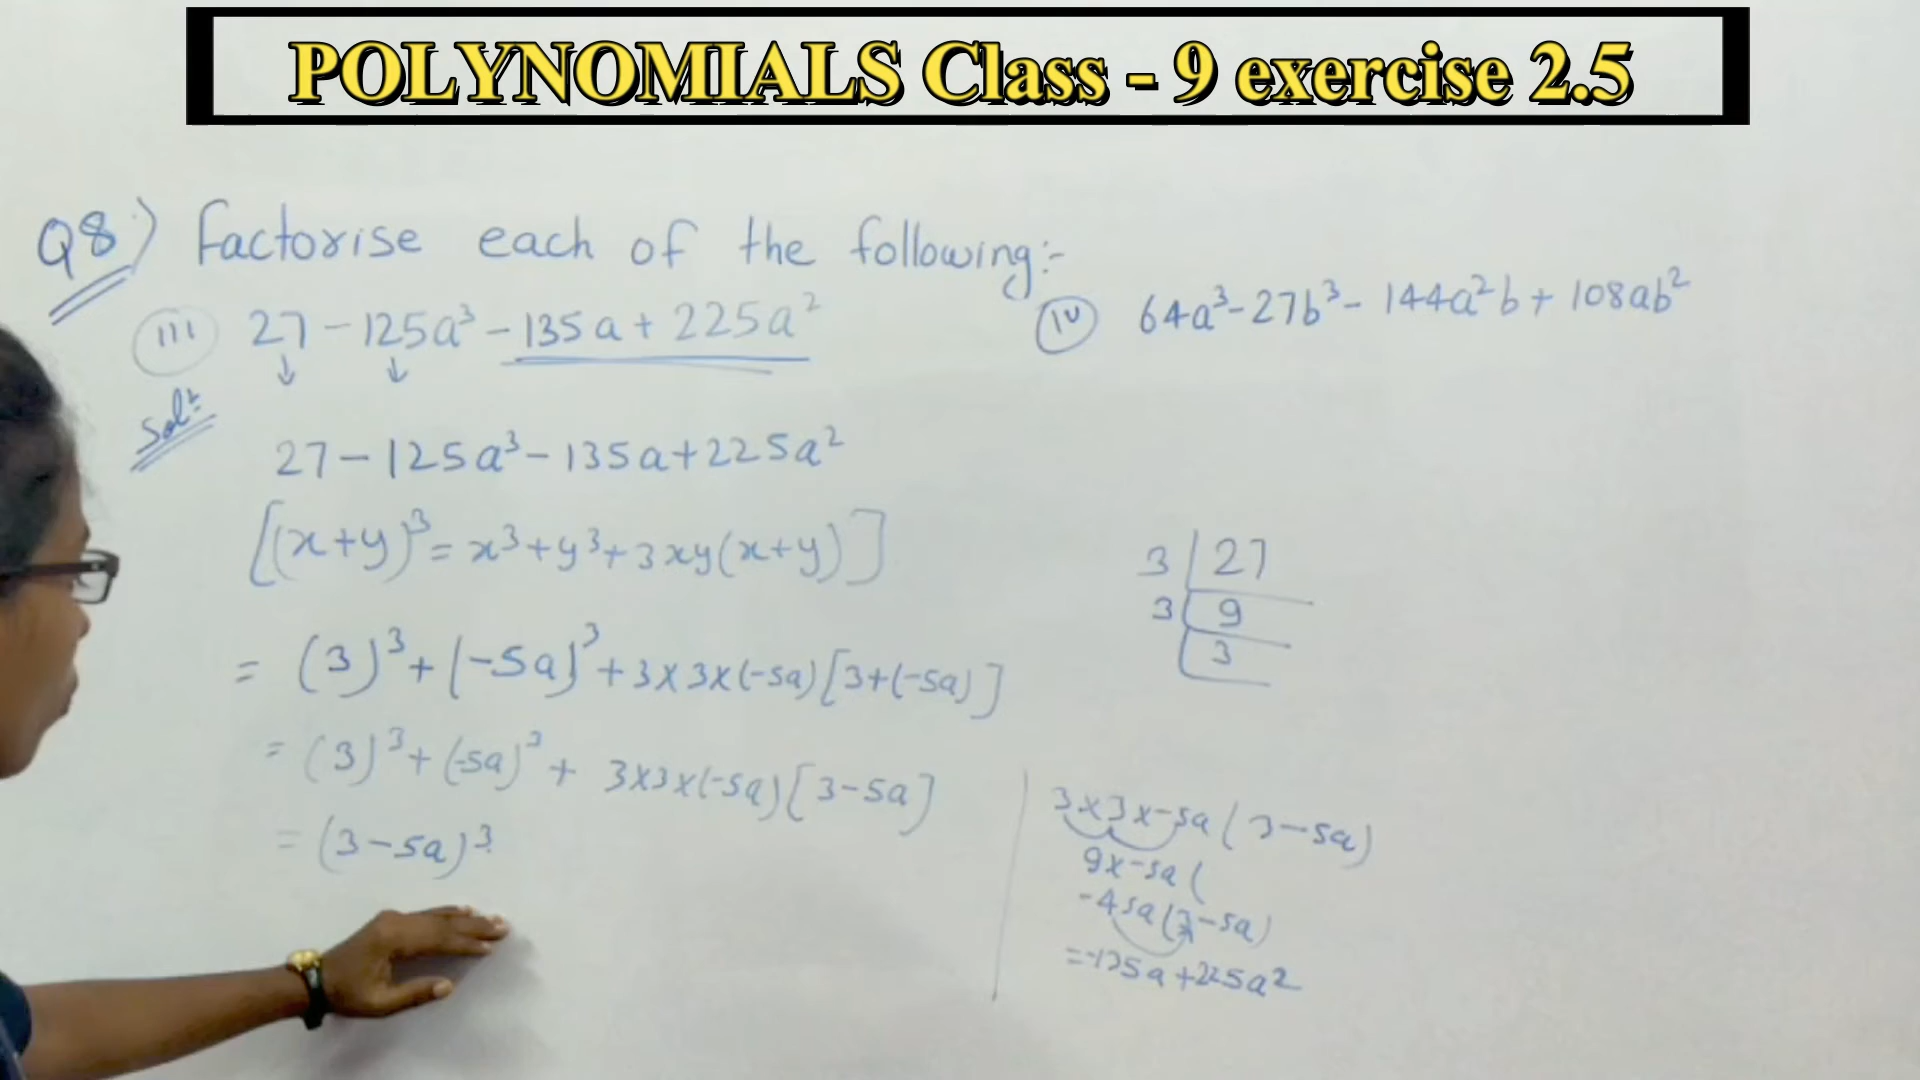 POLYNOMIALS Class - 9 exercise 2.5
Q8) Factorise each of the following:-
(iii) 27 - 125a³ - 135a + 225a²
(iv) 64a³ - 27b³ - 144a²b + 108ab²
Solⁿ:
27 - 125a³ - 135a + 225a²
[(x+y)³ = x³ + y³ + 3xy(x+y)]
= (3)³ + (-5a)³ + 3×3×(-5a)[3+(-5a)]
= (3)³ + (-5a)³ + 3×3×(-5a)[3-5a]
= (3-5a)³
3 | 27
3 | 9
3
3×3×-5a(3-5a)
9×-5a(
-45a(3-5a)
= -135a + 225a²